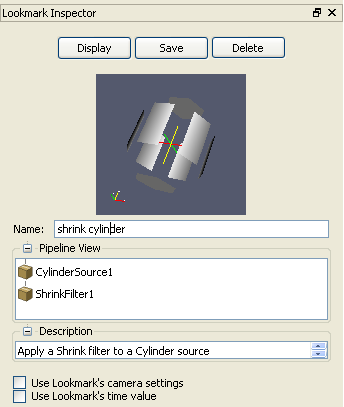 Lookmark Inspector
Display Save Delete
Name: shrink cylinder
Pipeline View
CylinderSource1
ShrinkFilter1
Description
Apply a Shrink filter to a Cylinder source
Use Lookmark's camera settings
Use Lookmark's time value